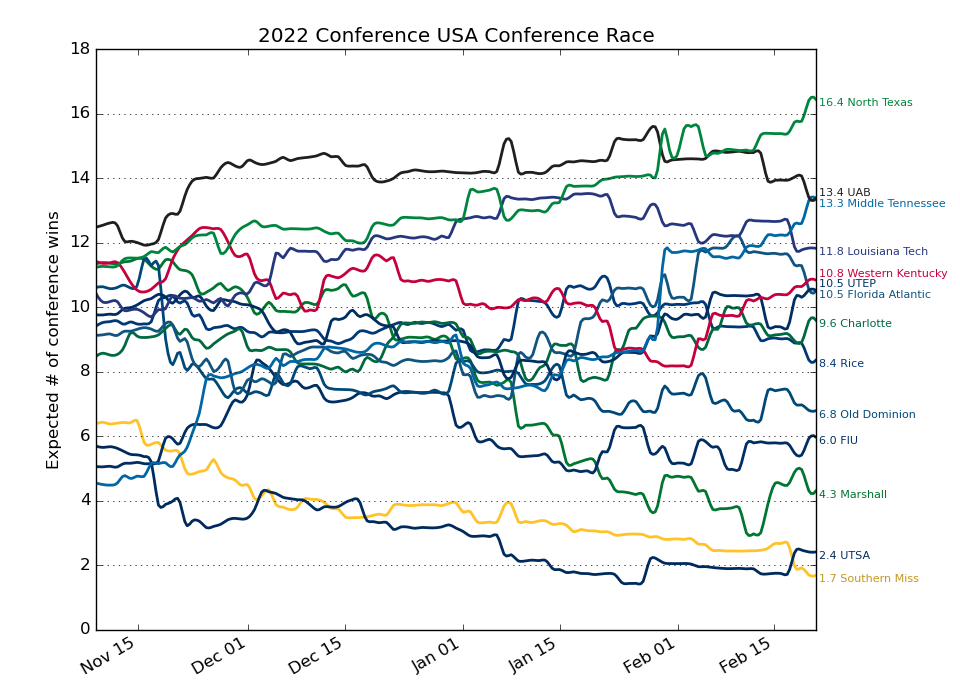 2022 Conference USA Conference Race
Expected # of conference wins
18
16
14
12
10
8
6
4
2
0
Nov 15
Dec 01
Dec 15
Jan 01
Jan 15
Feb 01
Feb 15
16.4 North Texas
13.4 UAB
13.3 Middle Tennessee
11.8 Louisiana Tech
10.8 Western Kentucky
10.5 UTEP
10.5 Florida Atlantic
9.6 Charlotte
8.4 Rice
6.8 Old Dominion
6.0 FIU
4.3 Marshall
2.4 UTSA
1.7 Southern Miss